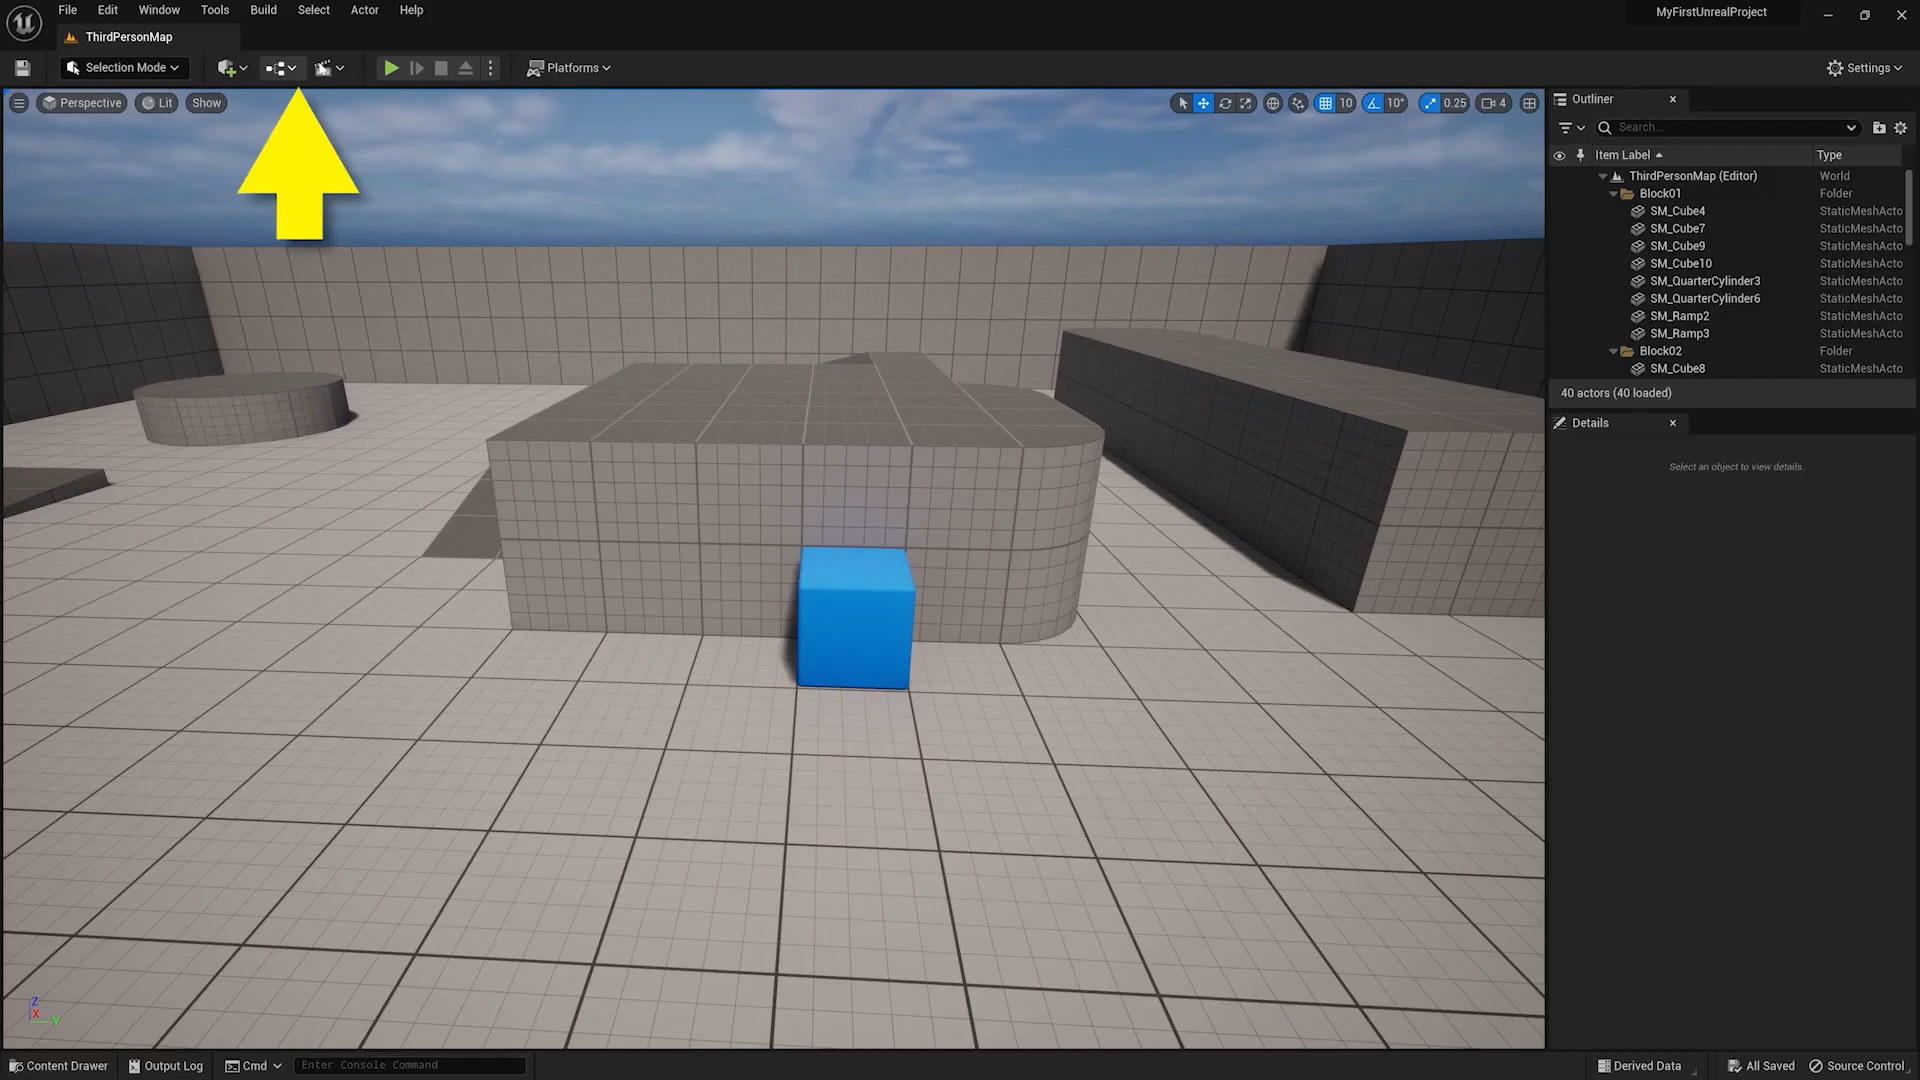 File Edit Window Tools Build Select Actor Help
MyFirstUnrealProject
ThirdPersonMap
Selection Mode
Platforms
Settings
Perspective Lit Show
10 10° 0.25 4
Outliner
Search...
Item Label Type
ThirdPersonMap (Editor) World
Block01 Folder
SM_Cube4 StaticMeshActo
SM_Cube7 StaticMeshActo
SM_Cube9 StaticMeshActo
SM_Cube10 StaticMeshActo
SM_QuarterCylinder3 StaticMeshActo
SM_QuarterCylinder6 StaticMeshActo
SM_Ramp2 StaticMeshActo
SM_Ramp3 StaticMeshActo
Block02 Folder
SM_Cube8 StaticMeshActo
40 actors (40 loaded)
Details
Select an object to view details.
Z
X
Y
Content Drawer Output Log Cmd Enter Console Command Derived Data All Saved Source Control